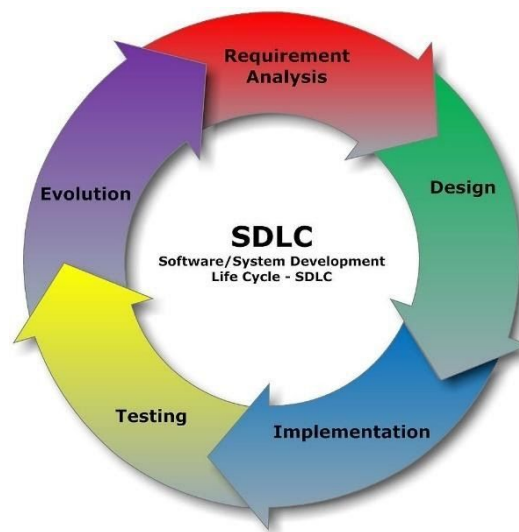 Requirement
Analysis
Design
Evolution
SDLC
Software/System Development
Life Cycle - SDLC
Testing
Implementation